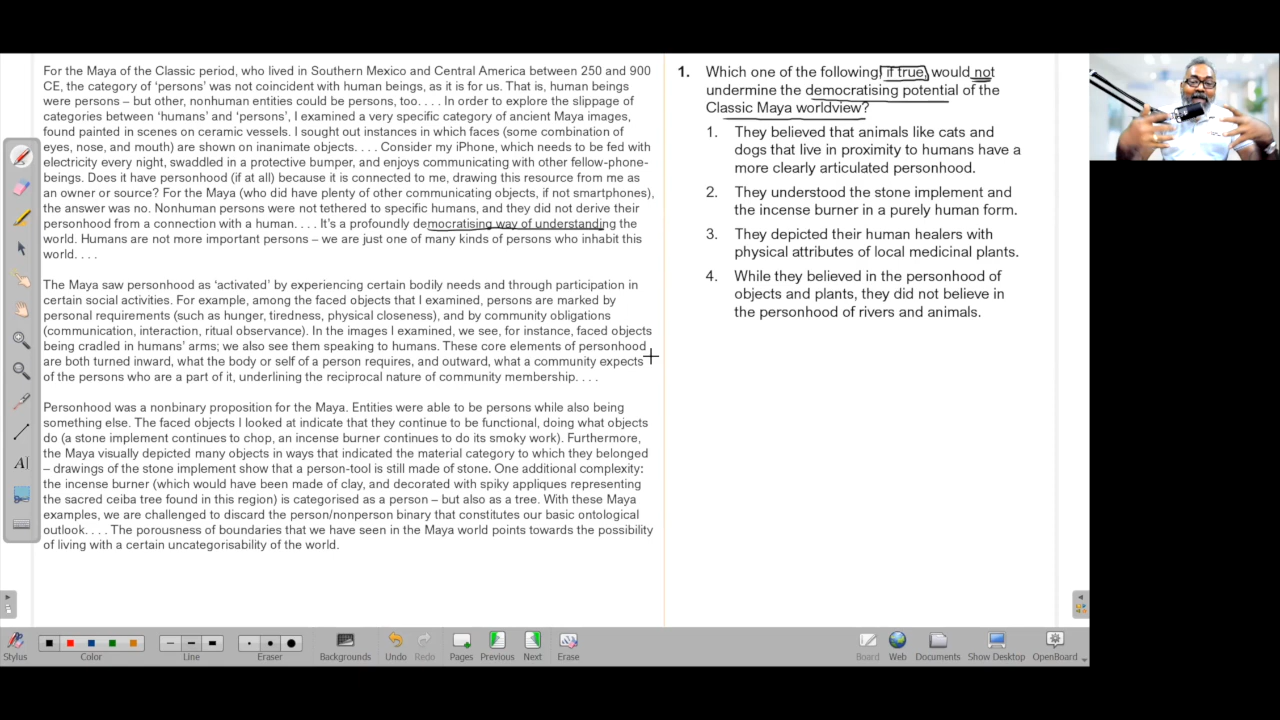 For the Maya of the Classic period, who lived in Southern Mexico and Central America between 250 and 900
CE, the category of 'persons' was not coincident with human beings, as it is for us. That is, human beings
were persons – but other, nonhuman entities could be persons, too. . . . In order to explore the slippage of
categories between 'humans' and 'persons', I examined a very specific category of ancient Maya images,
found painted in scenes on ceramic vessels. I sought out instances in which faces (some combination of
eyes, nose, and mouth) are shown on inanimate objects. . . . Consider my iPhone, which needs to be fed with
electricity every night, swaddled in a protective bumper, and enjoys communicating with other fellow-phone-
beings. Does it have personhood (if at all) because it is connected to me, drawing this resource from me as
an owner or source? For the Maya (who did have plenty of other communicating objects, if not smartphones),
the answer was no. Nonhuman persons were not tethered to specific humans, and they did not derive their
personhood from a connection with a human. . . . It's a profoundly democratising way of understanding the
world. Humans are not more important persons – we are just one of many kinds of persons who inhabit this
world. . . .
The Maya saw personhood as 'activated' by experiencing certain bodily needs and through participation in
certain social activities. For example, among the faced objects that I examined, persons are marked by
personal requirements (such as hunger, tiredness, physical closeness), and by community obligations
(communication, interaction, ritual observance). In the images I examined, we see, for instance, faced objects
being cradled in humans' arms; we also see them speaking to humans. These core elements of personhood
are both turned inward, what the body or self of a person requires, and outward, what a community expects
of the persons who are a part of it, underlining the reciprocal nature of community membership. . . .
Personhood was a nonbinary proposition for the Maya. Entities were able to be persons while also being
something else. The faced objects I looked at indicate that they continue to be functional, doing what objects
do (a stone implement continues to chop, an incense burner continues to do its smoky work). Furthermore,
the Maya visually depicted many objects in ways that indicated the material category to which they belonged
– drawings of the stone implement show that a person-tool is still made of stone. One additional complexity:
the incense burner (which would have been made of clay, and decorated with spiky appliques representing
the sacred ceiba tree found in this region) is categorised as a person – but also as a tree. With these Maya
examples, we are challenged to discard the person/nonperson binary that constitutes our basic ontological
outlook. . . . The porousness of boundaries that we have seen in the Maya world points towards the possibility
of living with a certain uncategorisability of the world.
1. Which one of the following, if true, would not
undermine the democratising potential of the
Classic Maya worldview?
1. They believed that animals like cats and
dogs that live in proximity to humans have a
more clearly articulated personhood.
2. They understood the stone implement and
the incense burner in a purely human form.
3. They depicted their human healers with
physical attributes of local medicinal plants.
4. While they believed in the personhood of
objects and plants, they did not believe in
the personhood of rivers and animals.
Stylus Color Line Eraser Backgrounds Undo Redo Pages Previous Next Erase Board Web Documents Show Desktop OpenBoard